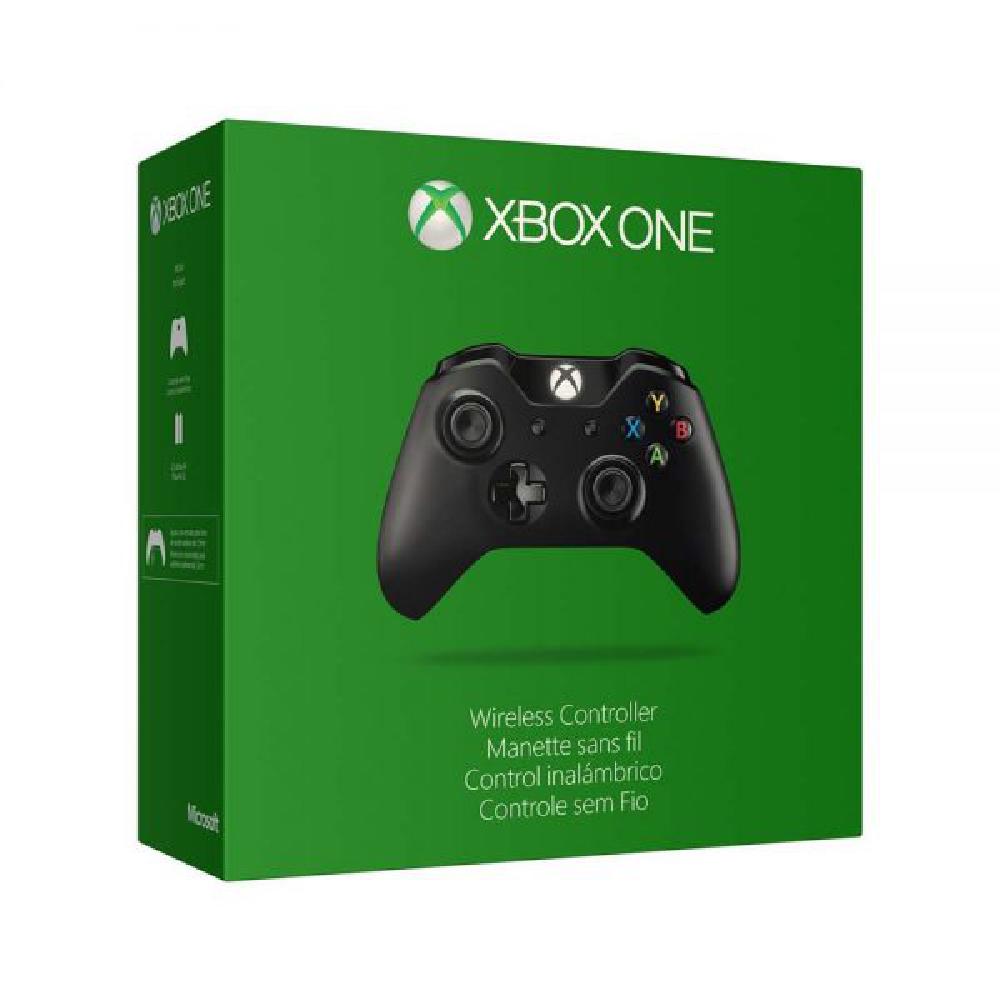 XBOX ONE
XBOX ONE
Y
X
B
A
Wireless Controller
Manette sans fil
Control inalámbrico
Controle sem Fio
Microsoft